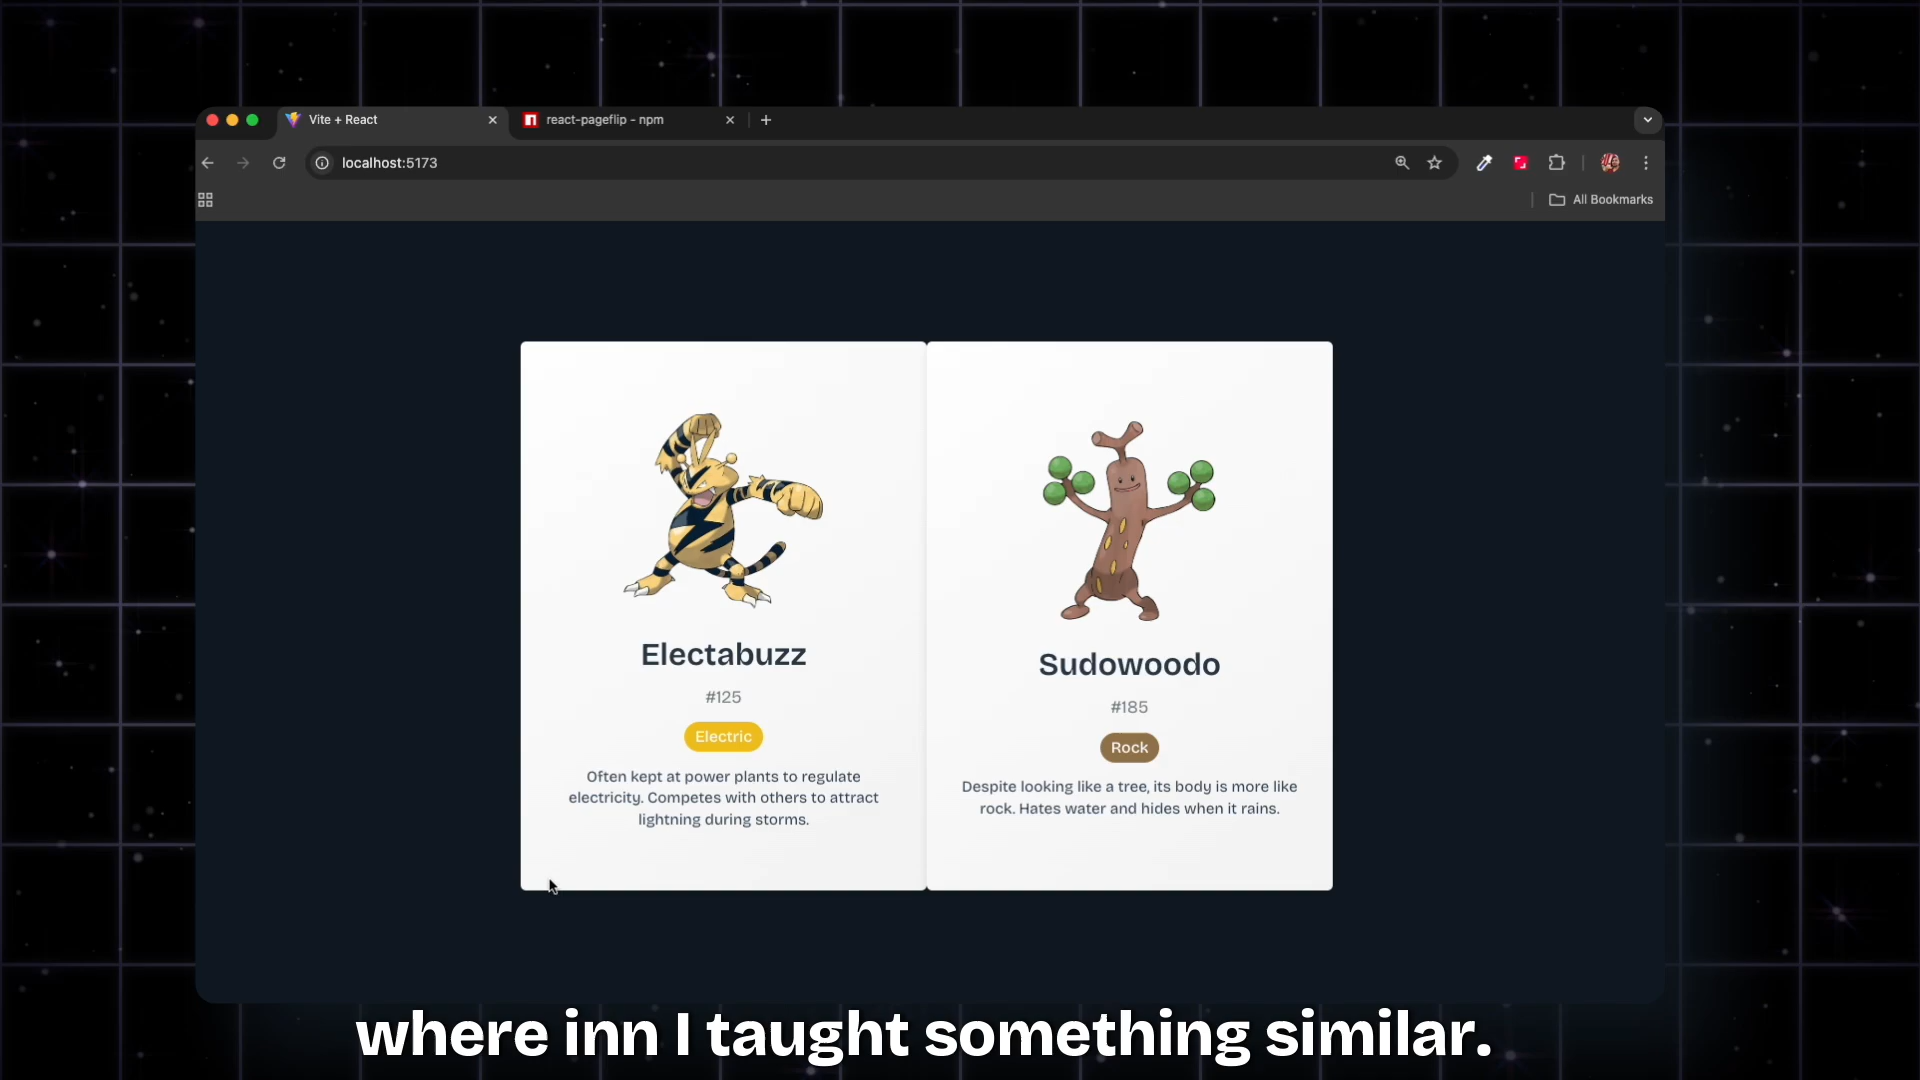 Vite + React
react-pageflip - npm
localhost:5173
All Bookmarks
Electabuzz
#125
Electric
Often kept at power plants to regulate
electricity. Competes with others to attract
lightning during storms.
Sudowoodo
#185
Rock
Despite looking like a tree, its body is more like
rock. Hates water and hides when it rains.
where inn I taught something similar.